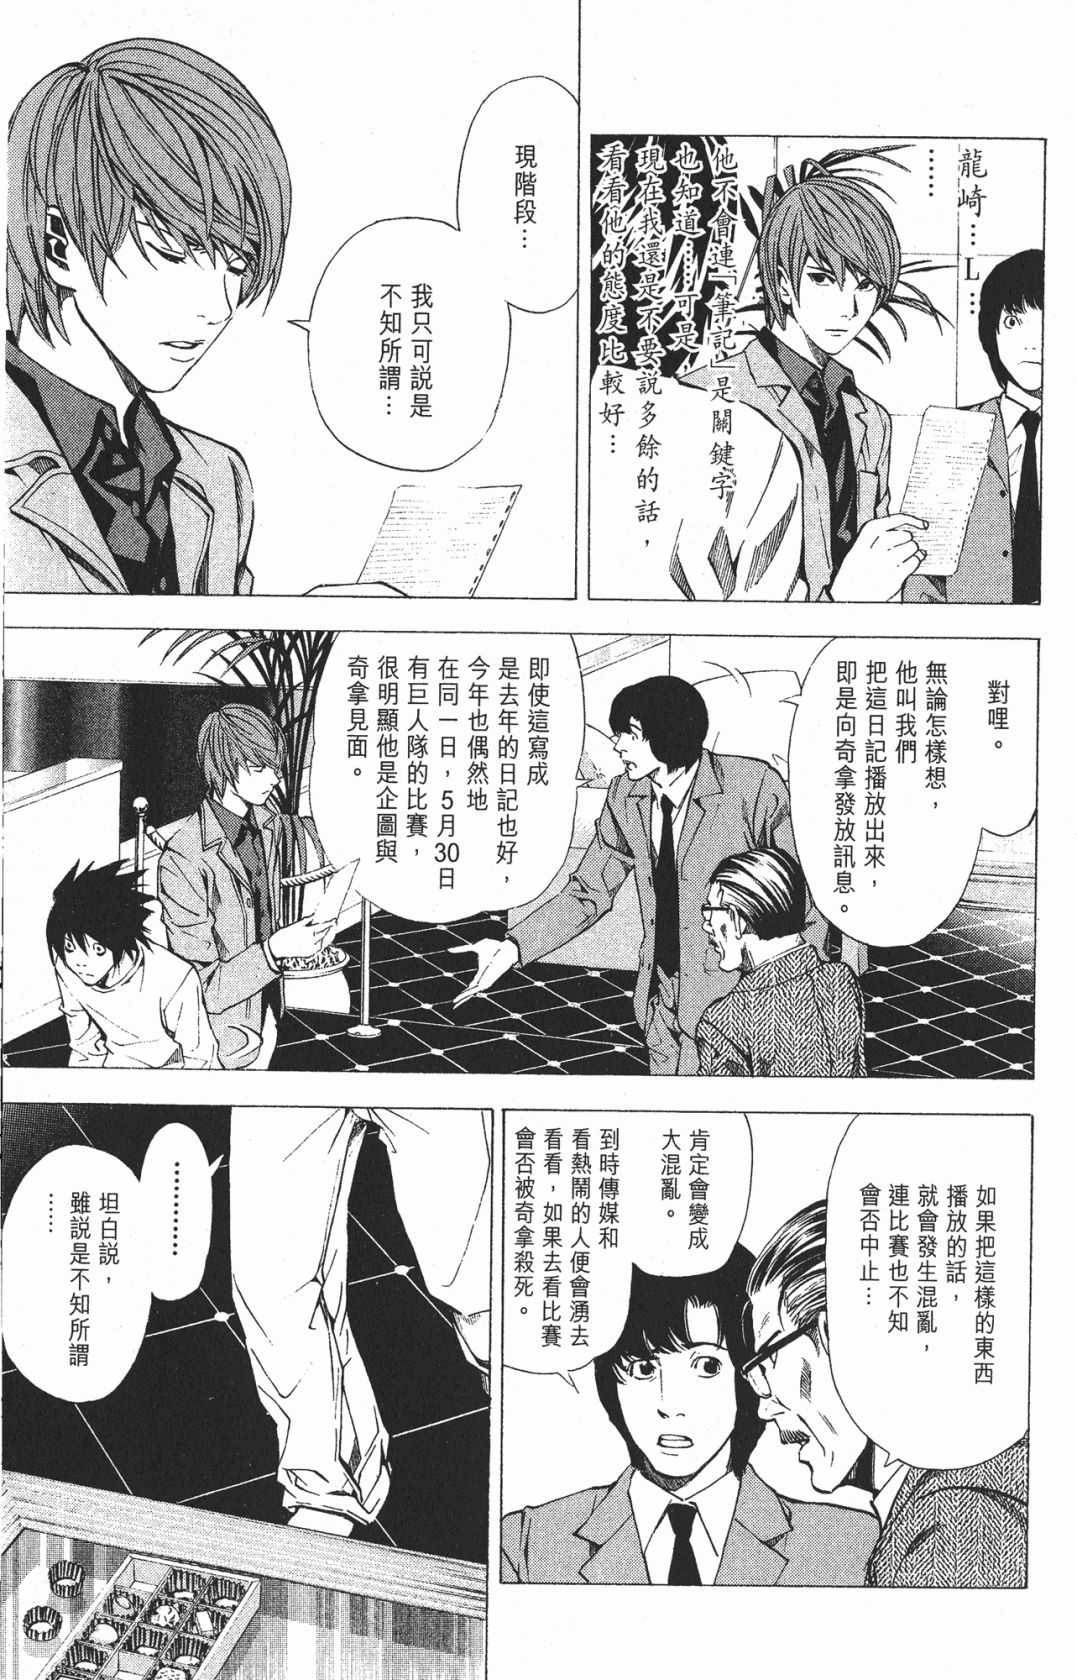 龍崎…L…
……
他不會連「筆記」是關鍵字
也知道……可是
現在我還是不要說多餘的話，
看看他的態度比較好…
現階段…
我只可說是
不知所謂…
對哩。
無論怎樣想，
他叫我們
把這日記播放出來，
即是向奇拿發放訊息。
即使這寫成
是去年的日記也好，
今年也偶然地
在同一日，5月30日
有巨人隊的比賽，
很明顯他是企圖與
奇拿見面。
如果把這樣的東西
播放的話，
就會發生混亂，
連比賽也不知
會否中止…
肯定會變成
大混亂。
到時傳媒和
看熱鬧的人便會湧去
看看，如果去看比賽
會否被奇拿殺死。
…………
坦白說，
雖說是不知所謂
……